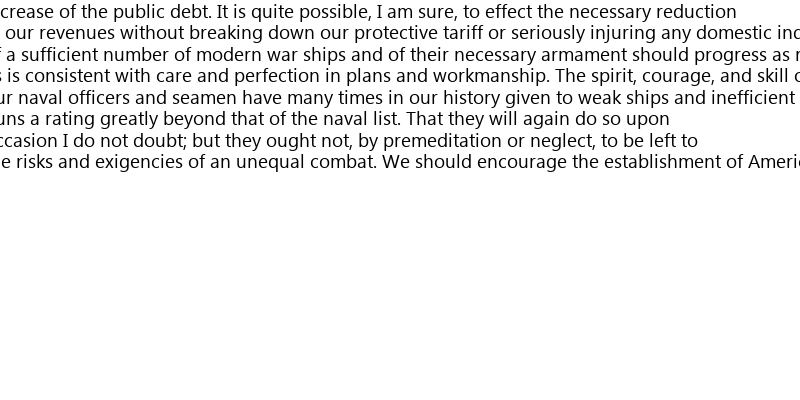 crease of the public debt. It is quite possible, I am sure, to effect the necessary reduction
our revenues without breaking down our protective tariff or seriously injuring any domestic
a sufficient number of modern war ships and of their necessary armament should progress as
is consistent with care and perfection in plans and workmanship. The spirit, courage, and skill
ur naval officers and seamen have many times in our history given to weak ships and inefficient
uns a rating greatly beyond that of the naval list. That they will again do so upon
ccasion I do not doubt; but they ought not, by premeditation or neglect, to be left to
e risks and exigencies of an unequal combat. We should encourage the establishment of